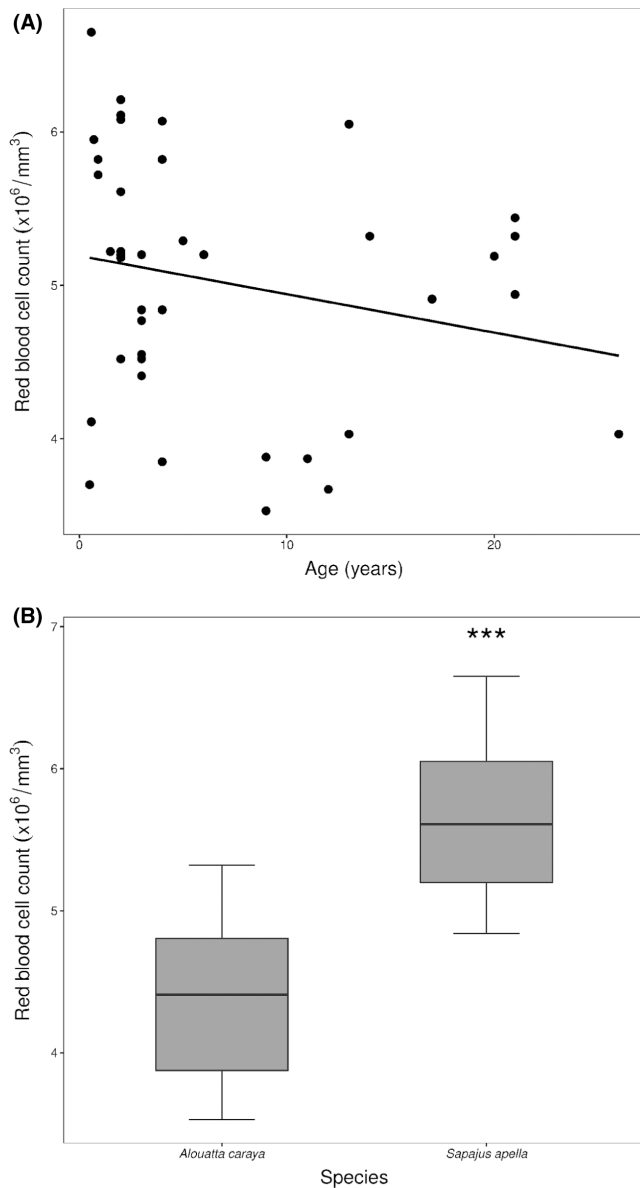 (A)
Red blood cell count (x10⁶/mm³)
6
5
4
0 10 20
Age (years)
(B)
Red blood cell count (x10⁶/mm³)
7
6
5
4
***
Alouatta caraya Sapajus apella
Species